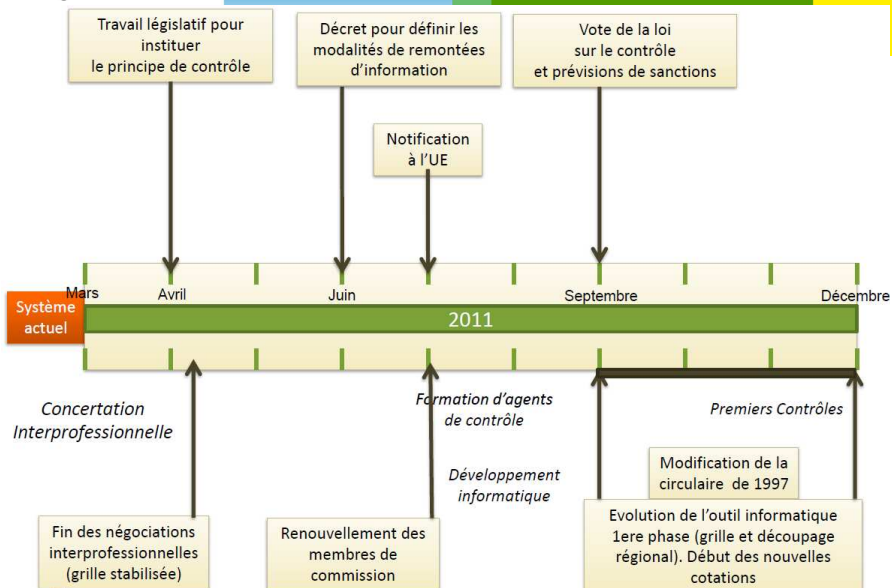 Travail législatif pour
instituer
le principe de contrôle
Décret pour définir les
modalités de remontées
d'information
Vote de la loi
sur le contrôle
et prévisions de sanctions
Notification
à l'UE
Mars
Avril
Juin
Septembre
Décembre
Système
actuel
2011
Concertation
Interprofessionnelle
Formation d'agents
de contrôle
Premiers Contrôles
Développement
informatique
Modification de la
circulaire de 1997
Fin des négociations
interprofessionnelles
(grille stabilisée)
Renouvellement des
membres de
commission
Evolution de l'outil informatique
1ere phase (grille et découpage
régional). Début des nouvelles
cotations